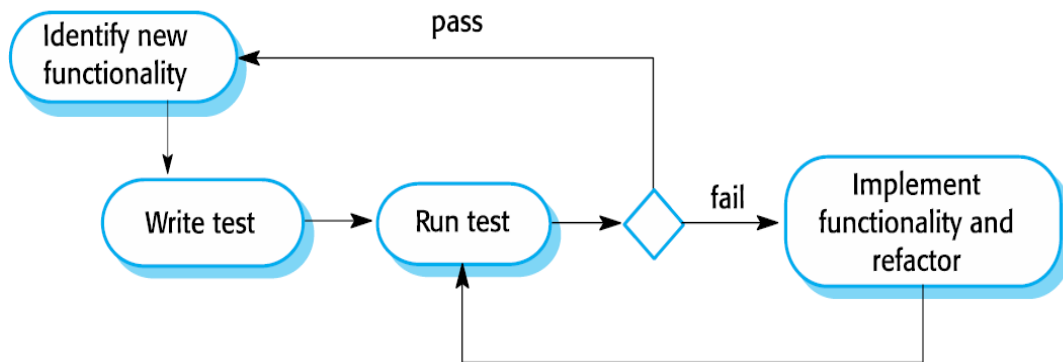 Identify new
functionality
pass
Write test
Run test
fail
Implement
functionality and
refactor